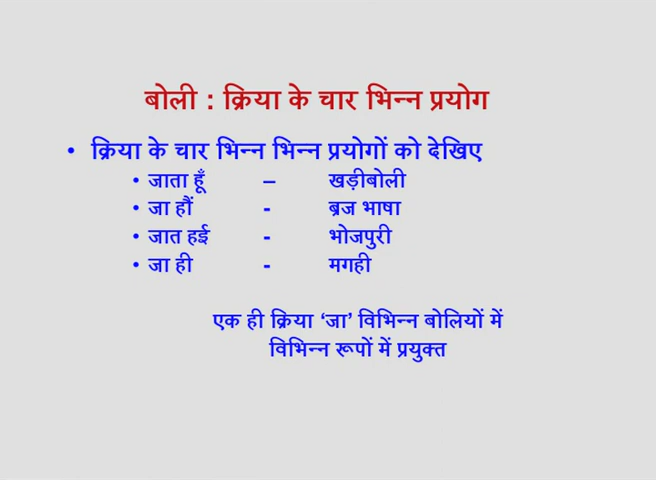 बोली : क्रिया के चार भिन्न प्रयोग
• क्रिया के चार भिन्न भिन्न प्रयोगों को देखिए
• जाता हूँ – खड़ीबोली
• जा हौं - ब्रज भाषा
• जात हई - भोजपुरी
• जा ही - मगही
एक ही क्रिया ‘जा’ विभिन्न बोलियों में
विभिन्न रूपों में प्रयुक्त